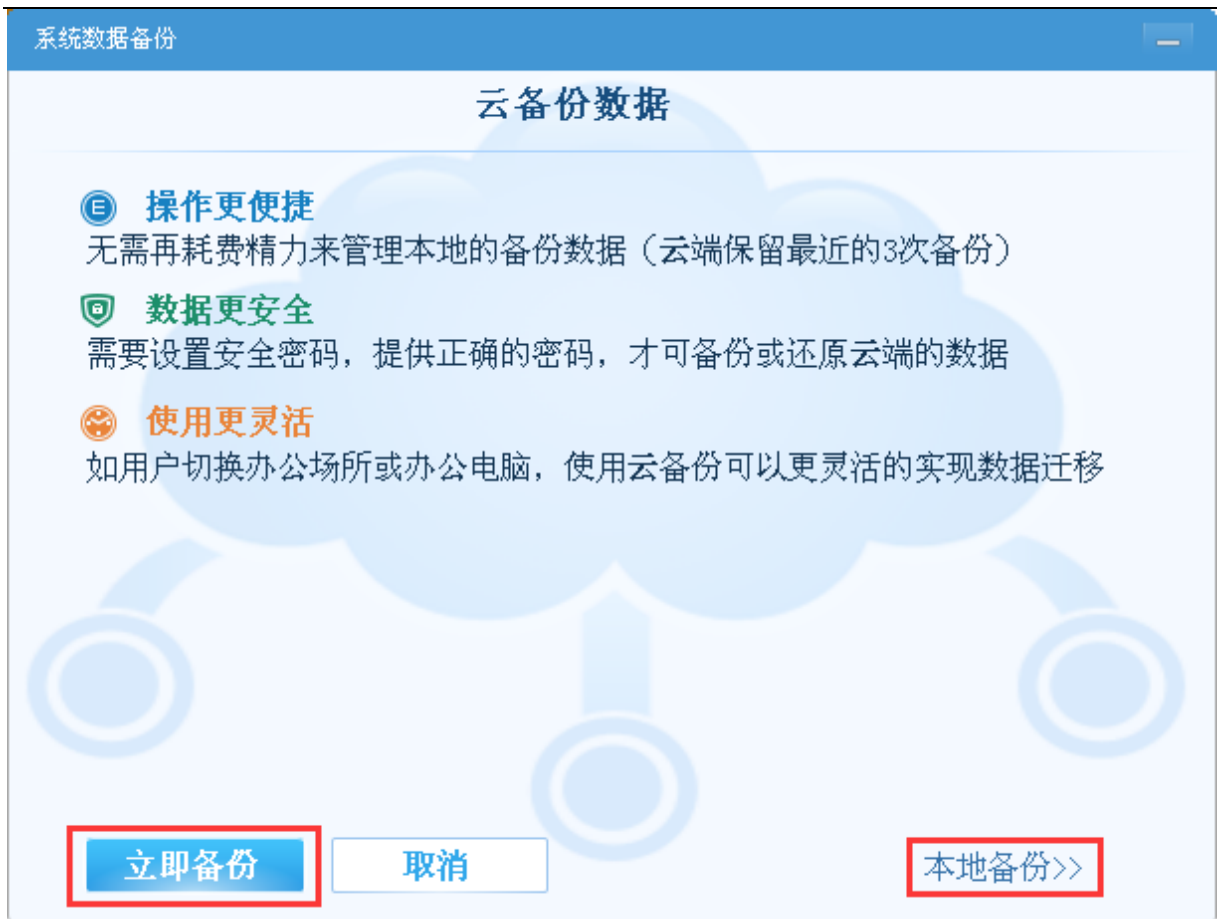 系统数据备份
云备份数据
操作更便捷
无需再耗费精力来管理本地的备份数据（云端保留最近的3次备份）
数据更安全
需要设置安全密码，提供正确的密码，才可备份或还原云端的数据
使用更灵活
如用户切换办公场所或办公电脑，使用云备份可以更灵活的实现数据迁移
立即备份 取消 本地备份>>